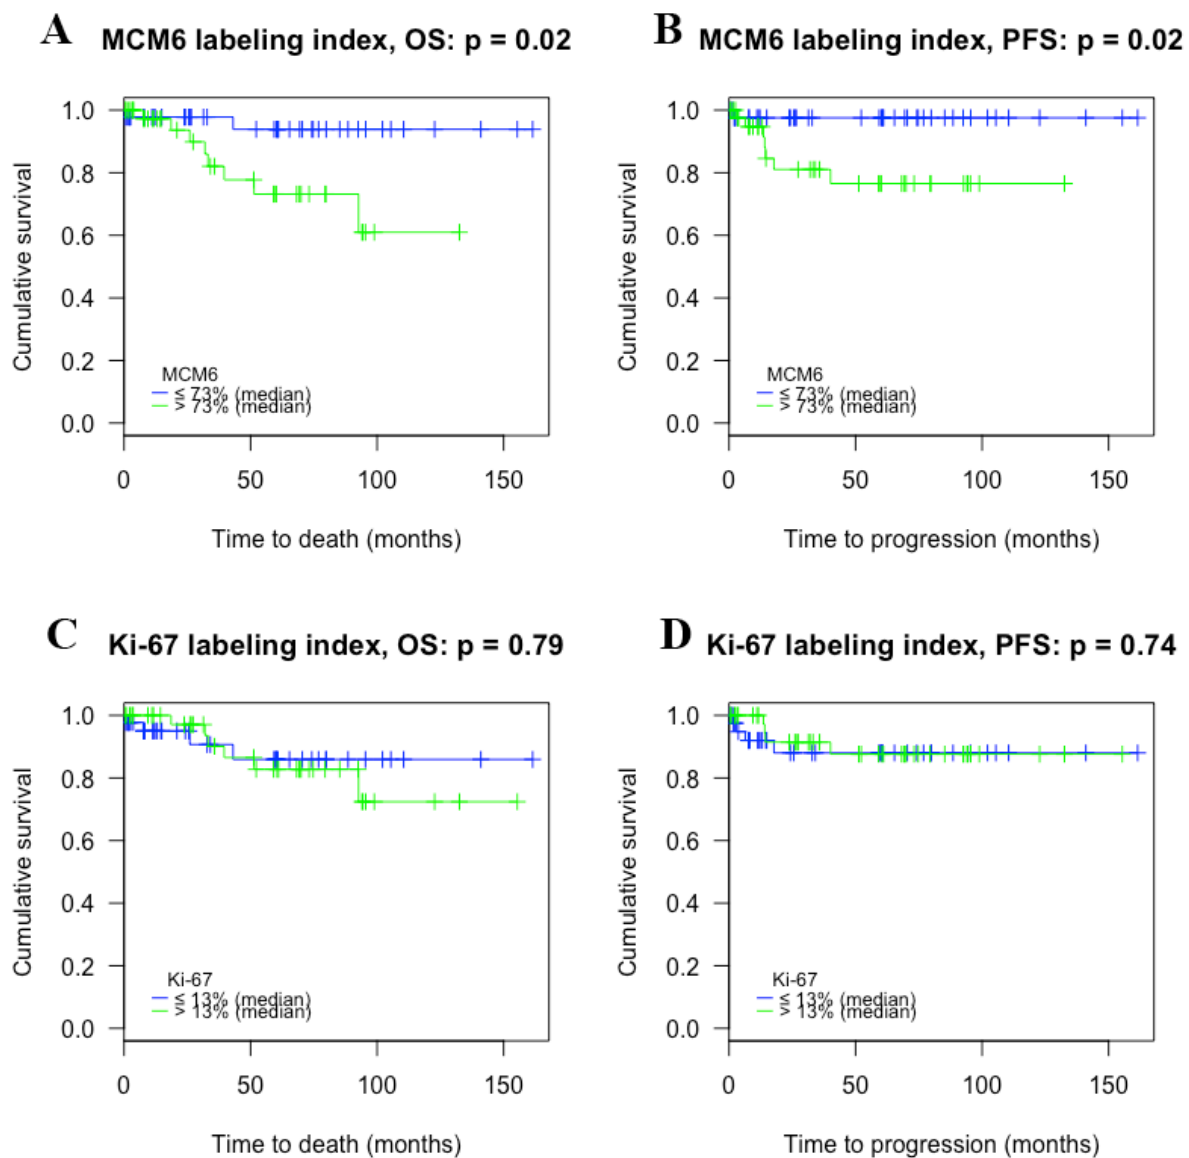 A MCM6 labeling index, OS: p = 0.02
Cumulative survival
1.0
0.8
0.6
0.4
0.2
0.0
MCM6
≤ 73% (median)
> 73% (median)
0 50 100 150
Time to death (months)
B MCM6 labeling index, PFS: p = 0.02
Cumulative survival
1.0
0.8
0.6
0.4
0.2
0.0
MCM6
≤ 73% (median)
> 73% (median)
0 50 100 150
Time to progression (months)
C Ki-67 labeling index, OS: p = 0.79
Cumulative survival
1.0
0.8
0.6
0.4
0.2
0.0
Ki-67
≤ 13% (median)
> 13% (median)
0 50 100 150
Time to death (months)
D Ki-67 labeling index, PFS: p = 0.74
Cumulative survival
1.0
0.8
0.6
0.4
0.2
0.0
Ki-67
≤ 13% (median)
> 13% (median)
0 50 100 150
Time to progression (months)